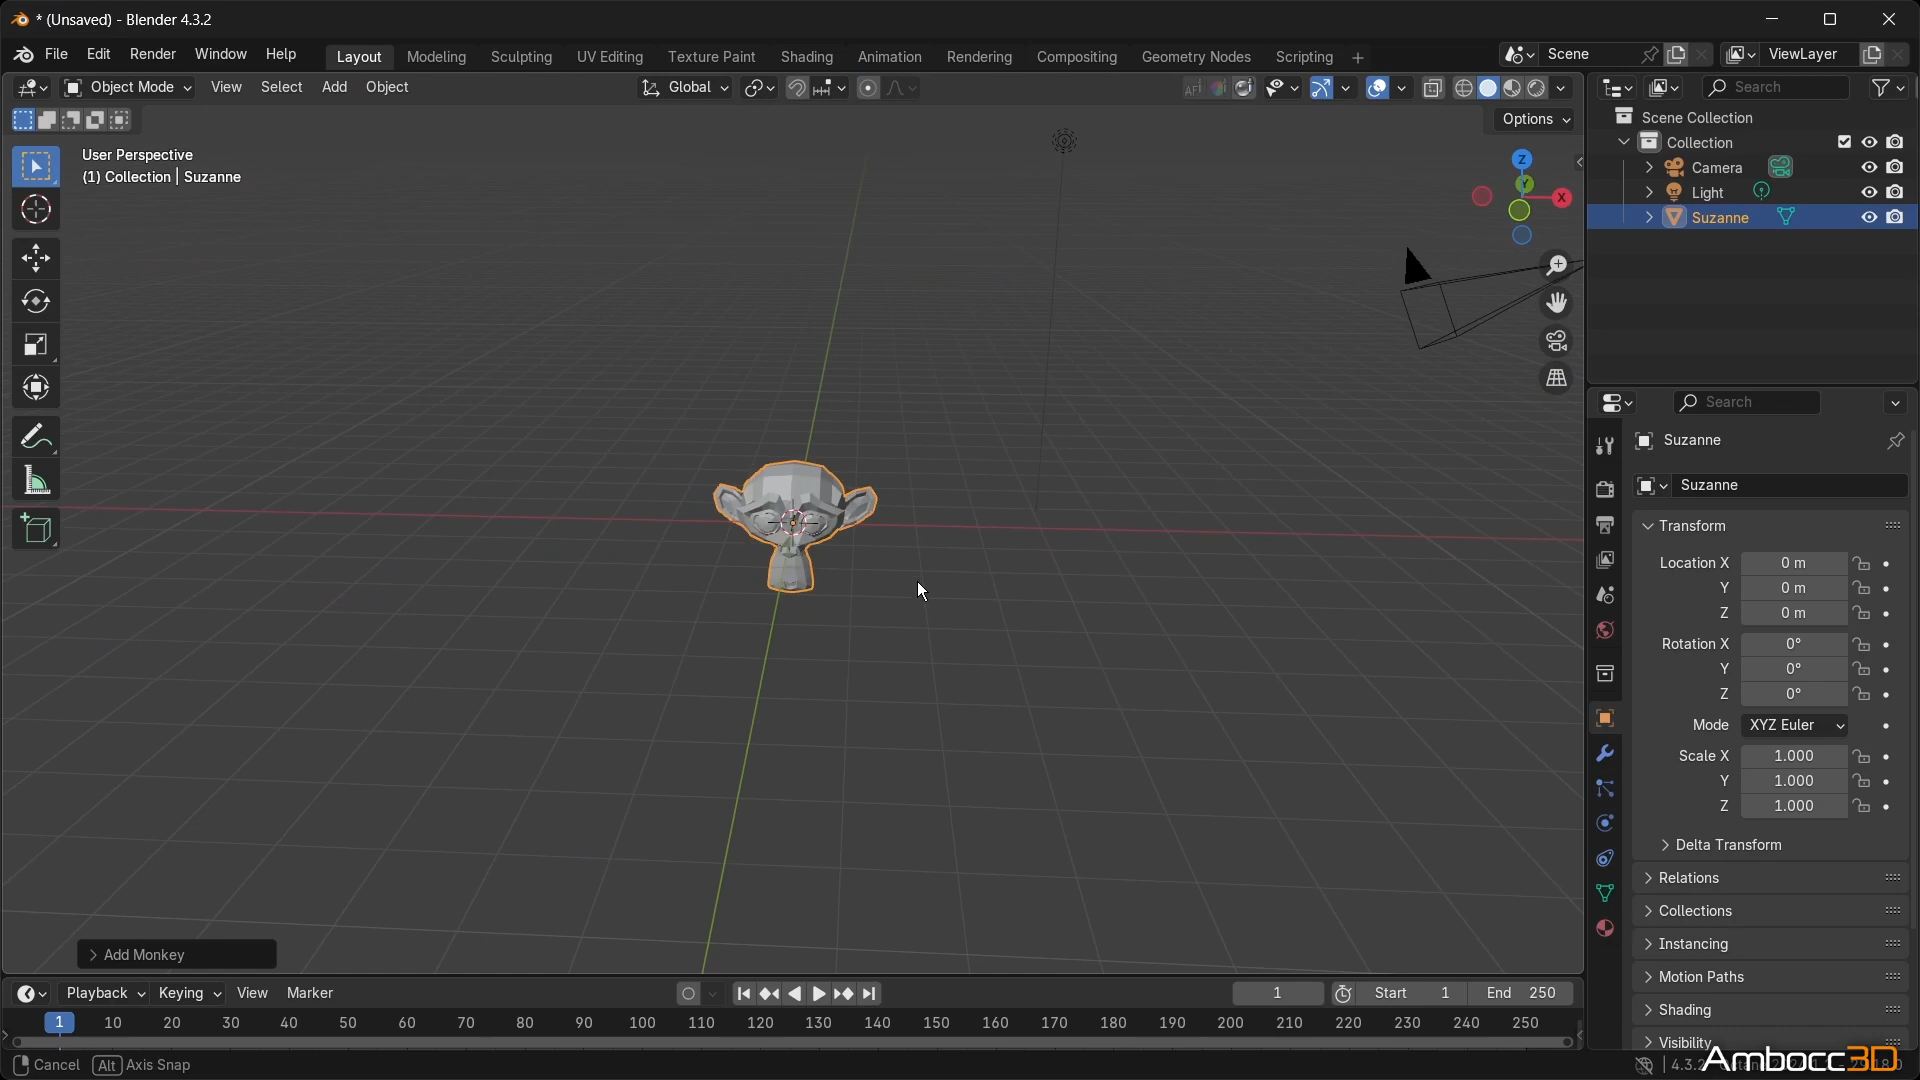 * (Unsaved) - Blender 4.3.2
File Edit Render Window Help
Layout Modeling Sculpting UV Editing Texture Paint Shading Animation Rendering Compositing Geometry Nodes Scripting +
Scene
ViewLayer
Object Mode View Select Add Object
Global
Options
User Perspective
(1) Collection | Suzanne
Z
Y
X
Search
Scene Collection
Collection
Camera
Light
Suzanne
Search
Suzanne
Suzanne
Transform
Location X 0 m
Y 0 m
Z 0 m
Rotation X 0°
Y 0°
Z 0°
Mode XYZ Euler
Scale X 1.000
Y 1.000
Z 1.000
Delta Transform
Relations
Collections
Instancing
Motion Paths
Shading
Visibility
Add Monkey
Playback Keying View Marker
1
Start 1
End 250
1 10 20 30 40 50 60 70 80 90 100 110 120 130 140 150 160 170 180 190 200 210 220 230 240 250
Cancel Alt Axis Snap
Ambocc3D